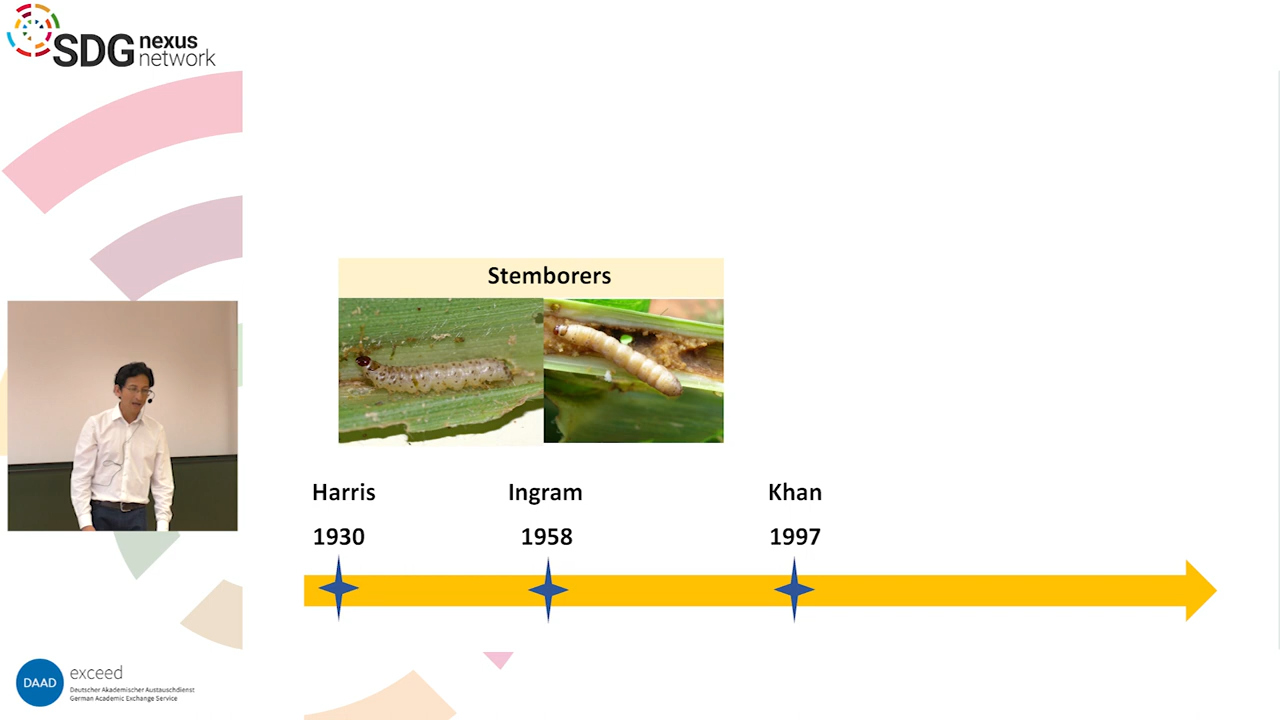 SDG nexus
network
Stemborers
Harris
Ingram
Khan
1930
1958
1997
DAAD
exceed
Deutscher Akademischer Austauschdienst
German Academic Exchange Service